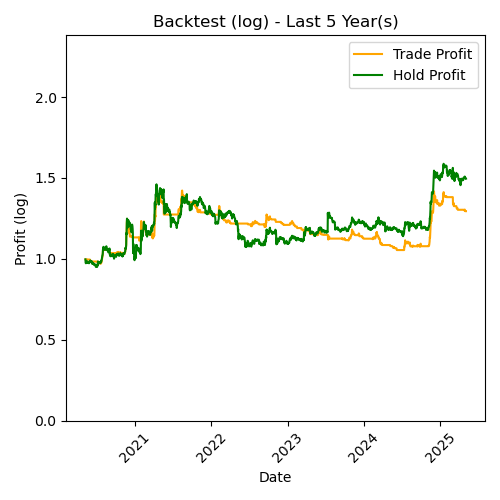 Backtest (log) - Last 5 Year(s)
Trade Profit
Hold Profit
Profit (log)
2.0
1.5
1.0
0.5
0.0
2021
2022
2023
2024
2025
Date